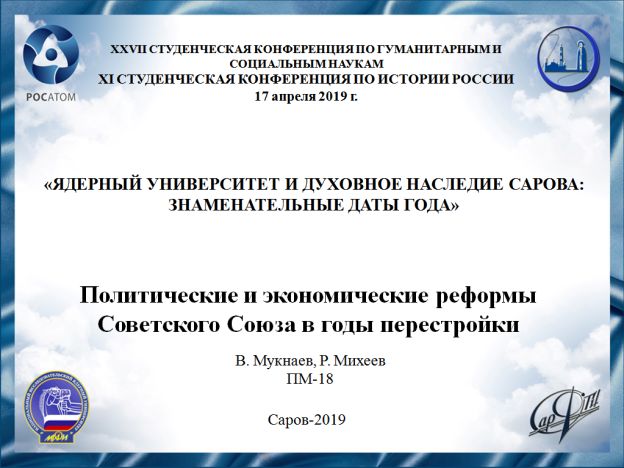 XXVII СТУДЕНЧЕСКАЯ КОНФЕРЕНЦИЯ ПО ГУМАНИТАРНЫМ И
СОЦИАЛЬНЫМ НАУКАМ
XI СТУДЕНЧЕСКАЯ КОНФЕРЕНЦИЯ ПО ИСТОРИИ РОССИИ
17 апреля 2019 г.
РОСАТОМ
«ЯДЕРНЫЙ УНИВЕРСИТЕТ И ДУХОВНОЕ НАСЛЕДИЕ САРОВА:
ЗНАМЕНАТЕЛЬНЫЕ ДАТЫ ГОДА»
Политические и экономические реформы
Советского Союза в годы перестройки
В. Мукнаев, Р. Михеев
ПМ-18
Саров-2019
МИФИ
СарФТИ